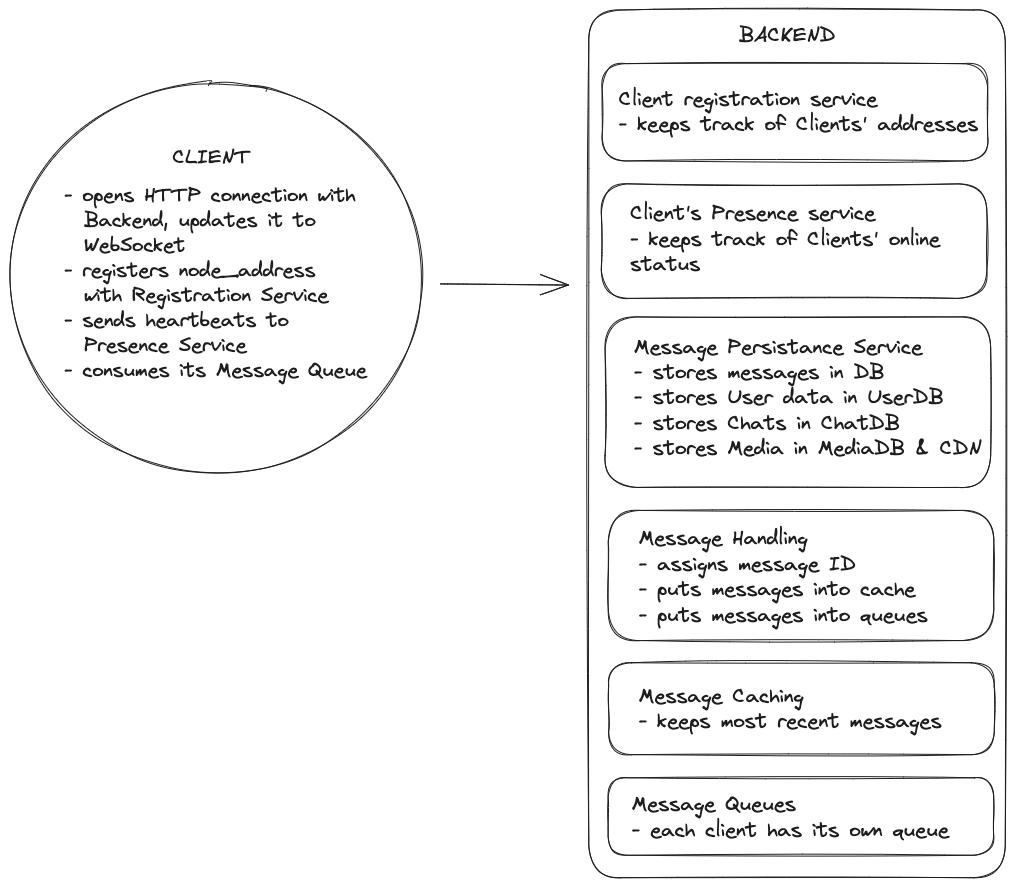 CLIENT
- opens HTTP connection with
Backend, updates it to
WebSocket
- registers node_address
with Registration Service
- sends heartbeats to
Presence Service
- consumes its Message Queue
BACKEND
Client registration service
- keeps track of Clients' addresses
Client's Presence service
- keeps track of Clients' online
status
Message Persistance Service
- stores messages in DB
- stores User data in UserDB
- stores Chats in ChatDB
- stores Media in MediaDB & CDN
Message Handling
- assigns message ID
- puts messages into cache
- puts messages into queues
Message Caching
- keeps most recent messages
Message Queues
- each client has its own queue